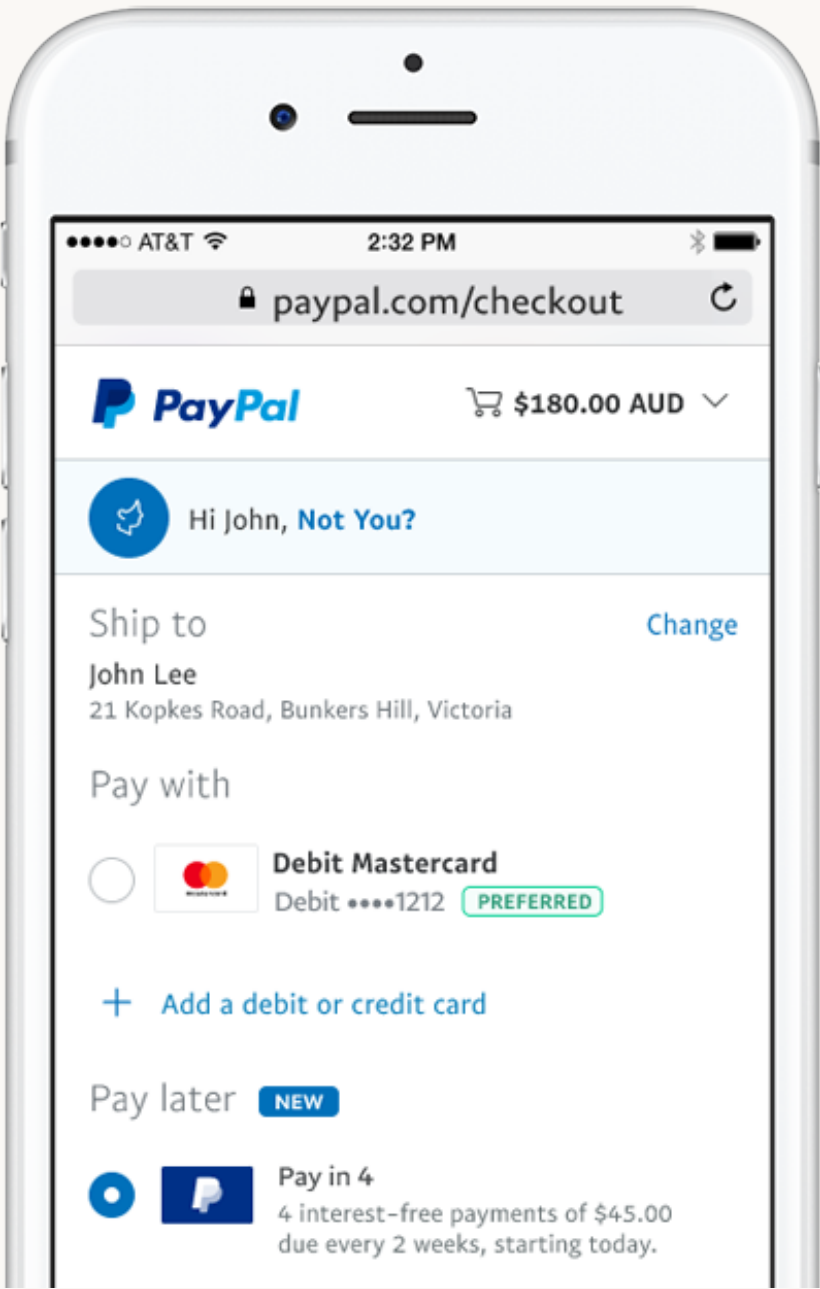 AT&T 2:32 PM
paypal.com/checkout
PayPal $180.00 AUD
Hi John, Not You?
Ship to Change
John Lee
21 Kopkes Road, Bunkers Hill, Victoria
Pay with
Debit Mastercard
Debit ••••1212 PREFERRED
mastercard
+ Add a debit or credit card
Pay later NEW
Pay in 4
4 interest-free payments of $45.00
due every 2 weeks, starting today.